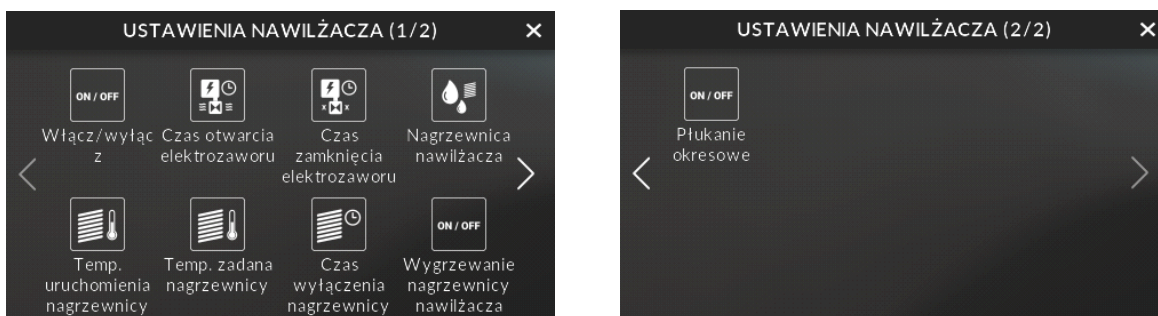 USTAWIENIA NAWILŻACZA (1/2)
ON / OFF
Włącz/wyłąc
z
Czas otwarcia
elektrozaworu
Czas
zamknięcia
elektrozaworu
Nagrzewnica
nawilżacza
Temp.
uruchomienia
nagrzewnicy
Temp. zadana
nagrzewnicy
Czas
wyłączenia
nagrzewnicy
ON / OFF
Wygrzewanie
nagrzewnicy
nawilżacza
USTAWIENIA NAWILŻACZA (2/2)
ON / OFF
Płukanie
okresowe